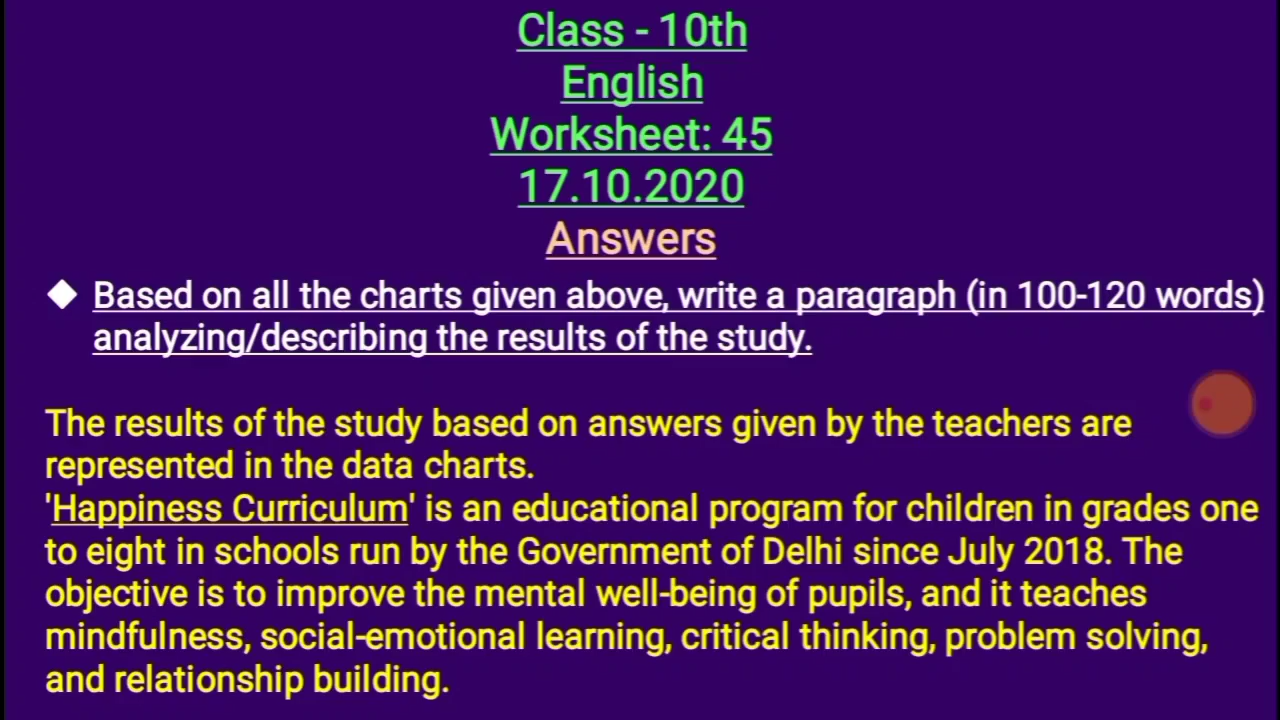 Class - 10th
English
Worksheet: 45
17.10.2020
Answers
◆ Based on all the charts given above, write a paragraph (in 100-120 words)
analyzing/describing the results of the study.
The results of the study based on answers given by the teachers are
represented in the data charts.
'Happiness Curriculum' is an educational program for children in grades one
to eight in schools run by the Government of Delhi since July 2018. The
objective is to improve the mental well-being of pupils, and it teaches
mindfulness, social-emotional learning, critical thinking, problem solving,
and relationship building.